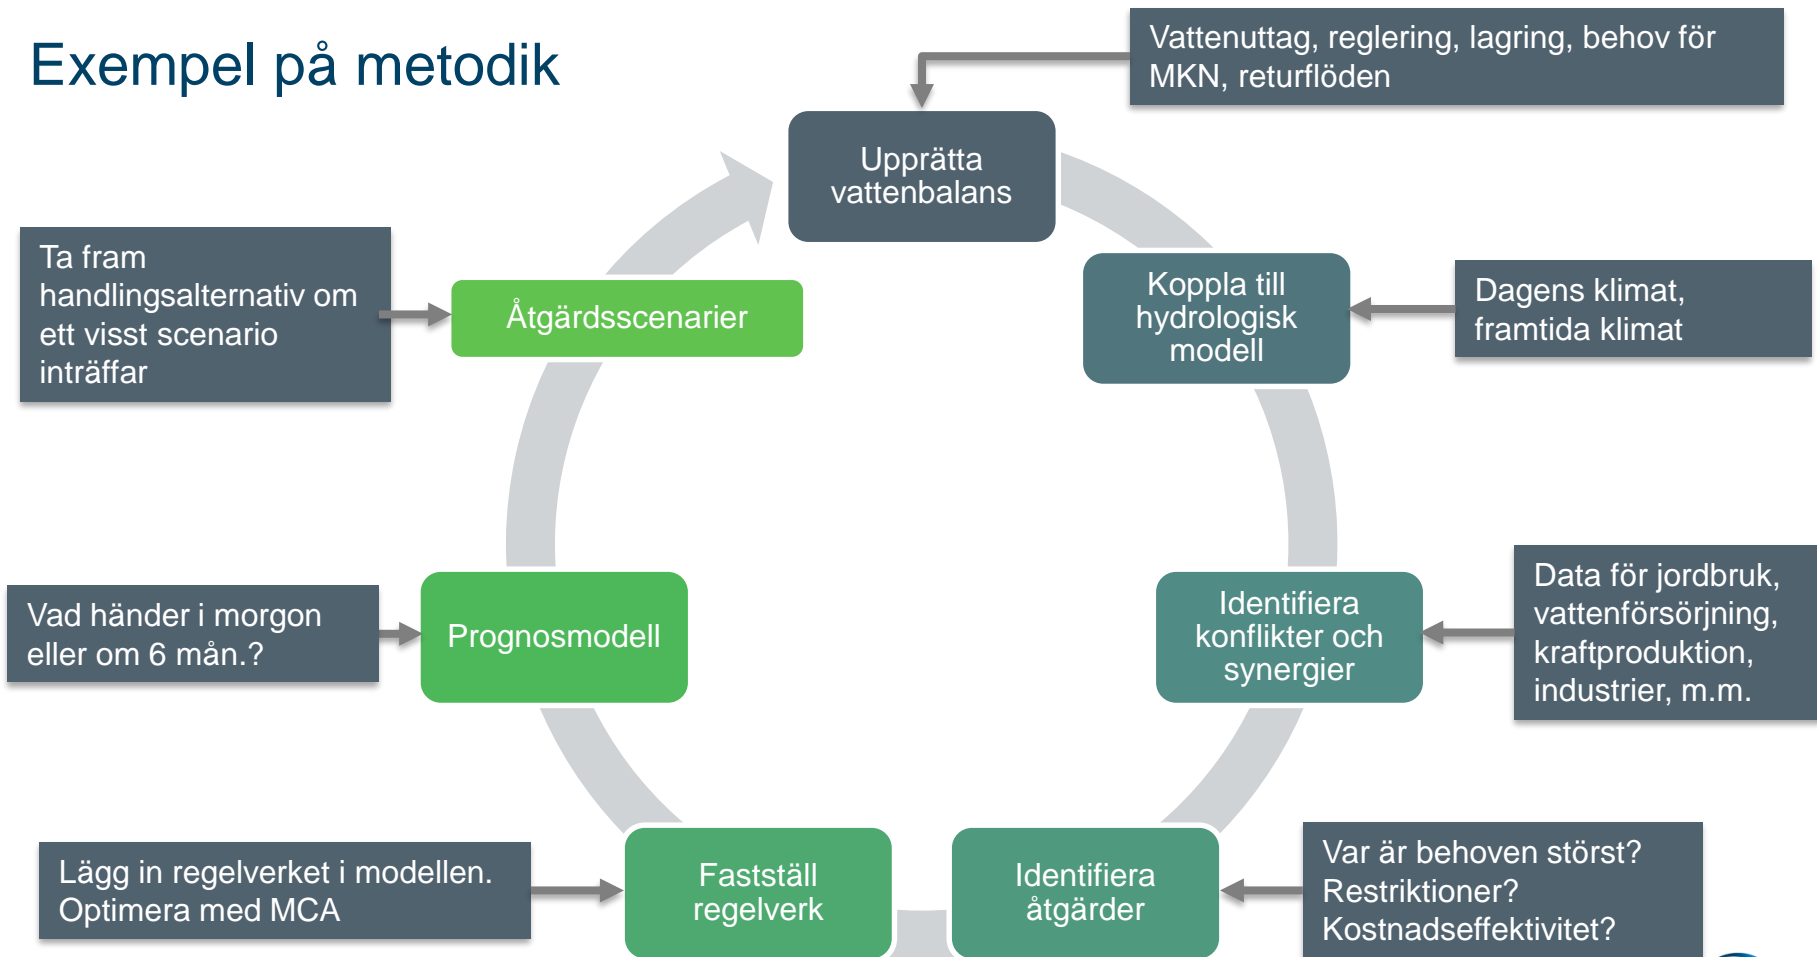 Exempel på metodik
Vattenuttag, reglering, lagring, behov för
MKN, returflöden
Upprätta
vattenbalans
Koppla till
hydrologisk
modell
Dagens klimat,
framtida klimat
Identifiera
konflikter och
synergier
Data för jordbruk,
vattenförsörjning,
kraftproduktion,
industrier, m.m.
Identifiera
åtgärder
Var är behoven störst?
Restriktioner?
Kostnadseffektivitet?
Fastställ
regelverk
Lägg in regelverket i modellen.
Optimera med MCA
Prognosmodell
Vad händer i morgon
eller om 6 mån.?
Åtgärdsscenarier
Ta fram
handlingsalternativ om
ett visst scenario
inträffar